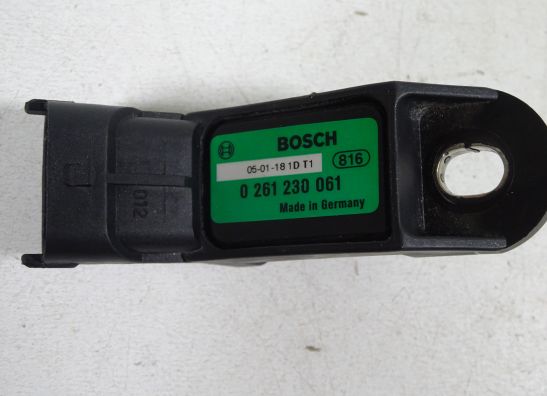 BOSCH
05-01-18 1D T1
816
0 261 230 061
Made in Germany
012